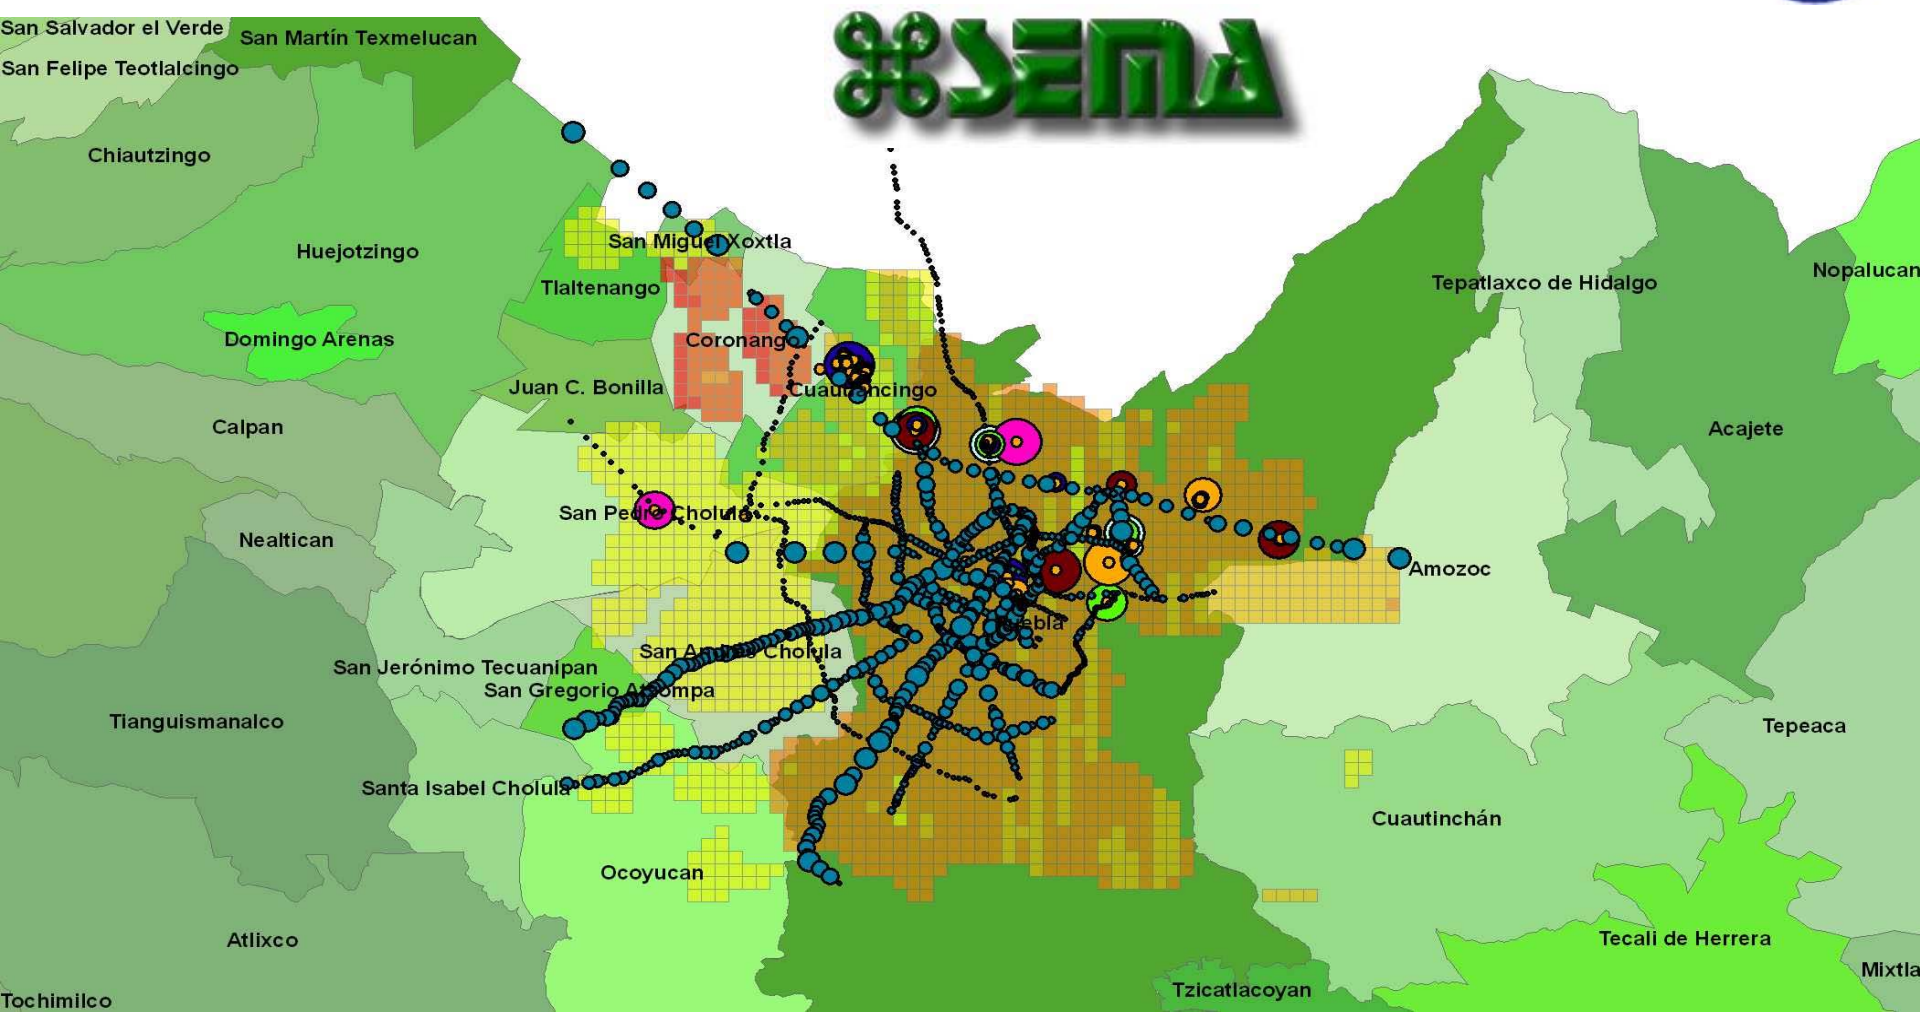 San Salvador el Verde
San Martín Texmelucan
SEMA
San Felipe Teotlalcingo
Chiautzingo
Huejotzingo
San Miguel Xoxtla
Nopalucan
Tlaltenango
Tepatlaxco de Hidalgo
Domingo Arenas
Coronang
Juan C. Bonilla
Cuautlancingo
Calpan
Acajete
San Pedro Cholula
Nealtican
Amozoc
Puebla
San Andrés Cholula
San Jerónimo Tecuanipan
San Gregorio Atzompa
Tianguismanalco
Tepeaca
Santa Isabel Cholula
Cuautinchán
Ocoyucan
Atlixco
Tecali de Herrera
Mixtla
Tzicatlacoyan
Tochimilco